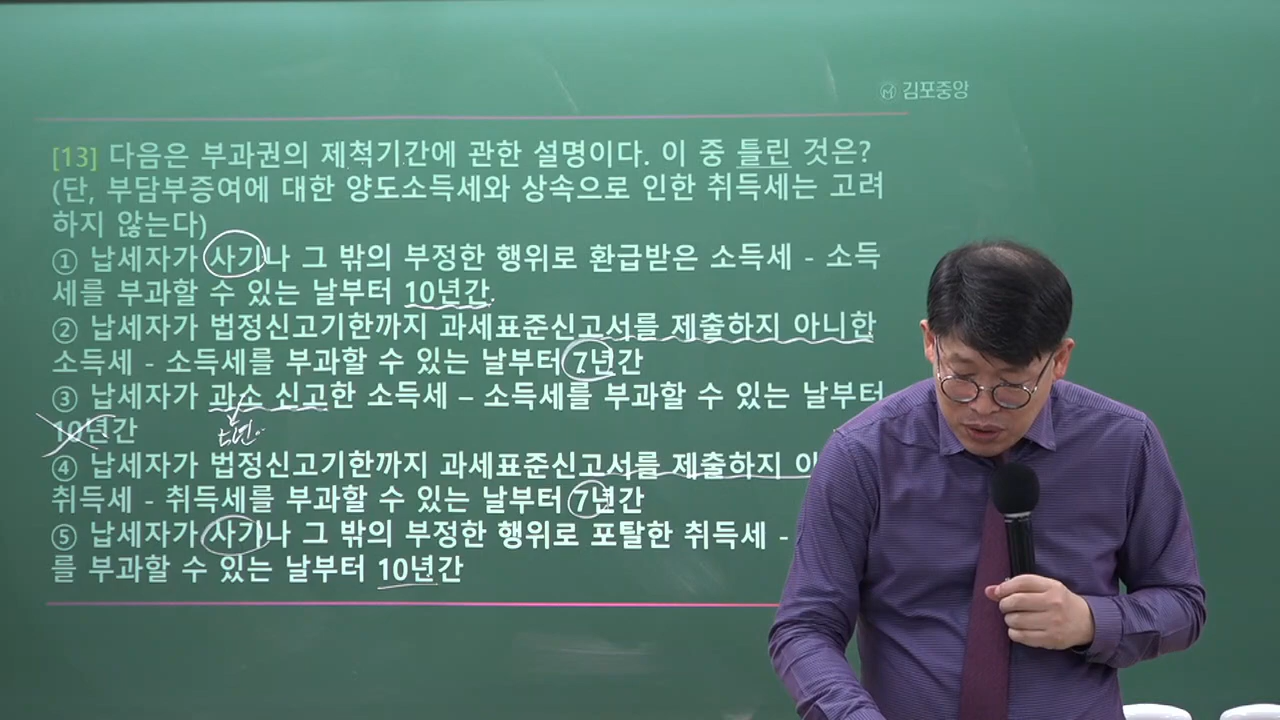 김포중앙
[13] 다음은 부과권의 제척기간에 관한 설명이다. 이 중 틀린 것은?
(단, 부담부증여에 대한 양도소득세와 상속으로 인한 취득세는 고려
하지 않는다)
① 납세자가 사기나 그 밖의 부정한 행위로 환급받은 소득세 - 소득
세를 부과할 수 있는 날부터 10년간
② 납세자가 법정신고기한까지 과세표준신고서를 제출하지 아니한
소득세 - 소득세를 부과할 수 있는 날부터 7년간
③ 납세자가 과소 신고한 소득세 – 소득세를 부과할 수 있는 날부터
10년간
④ 납세자가 법정신고기한까지 과세표준신고서를 제출하지 아
취득세 - 취득세를 부과할 수 있는 날부터 7년간
⑤ 납세자가 사기나 그 밖의 부정한 행위로 포탈한 취득세 -
를 부과할 수 있는 날부터 10년간